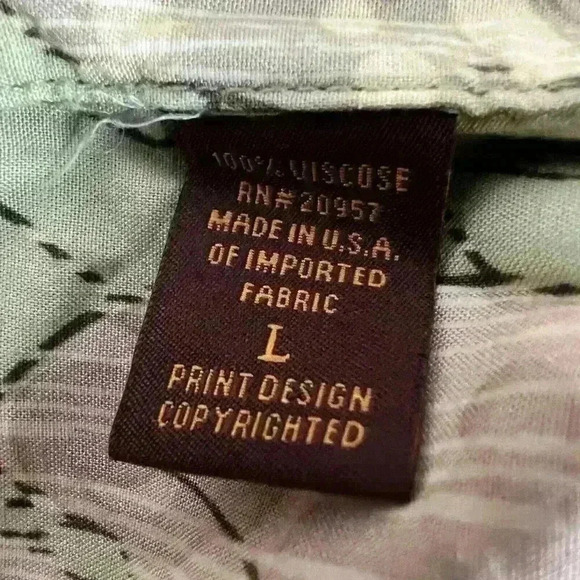 100% VISCOSE
RN#20957
MADE IN U.S.A.
OF IMPORTED
FABRIC
L
PRINT DESIGN
COPYRIGHTED